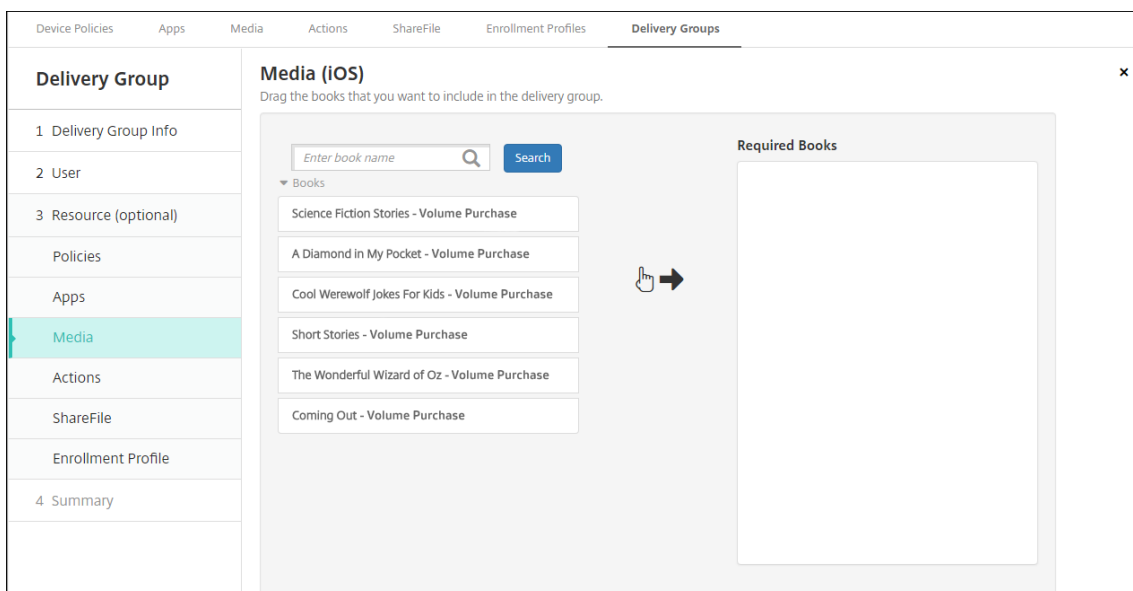 Device Policies Apps Media Actions ShareFile Enrollment Profiles Delivery Groups
Delivery Group
1 Delivery Group Info
2 User
3 Resource (optional)
Policies
Apps
Media
Actions
ShareFile
Enrollment Profile
4 Summary
Media (iOS)
Drag the books that you want to include in the delivery group.
Enter book name
Search
Books
Science Fiction Stories - Volume Purchase
A Diamond in My Pocket - Volume Purchase
Cool Werewolf Jokes For Kids - Volume Purchase
Short Stories - Volume Purchase
The Wonderful Wizard of Oz - Volume Purchase
Coming Out - Volume Purchase
Required Books